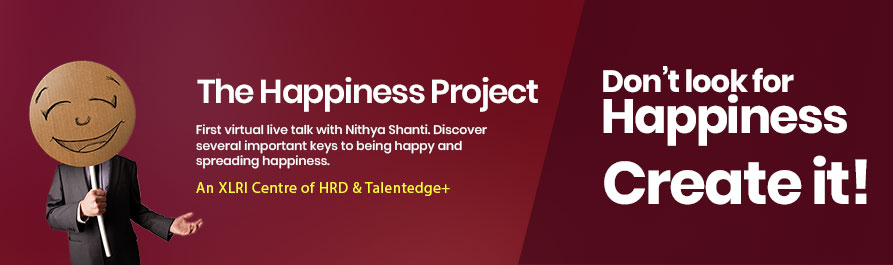 The Happiness Project
First virtual live talk with Nithya Shanti. Discover
several important keys to being happy and
spreading happiness.
An XLRI Centre of HRD & Talentedge+
Don't look for
Happiness
Create it!